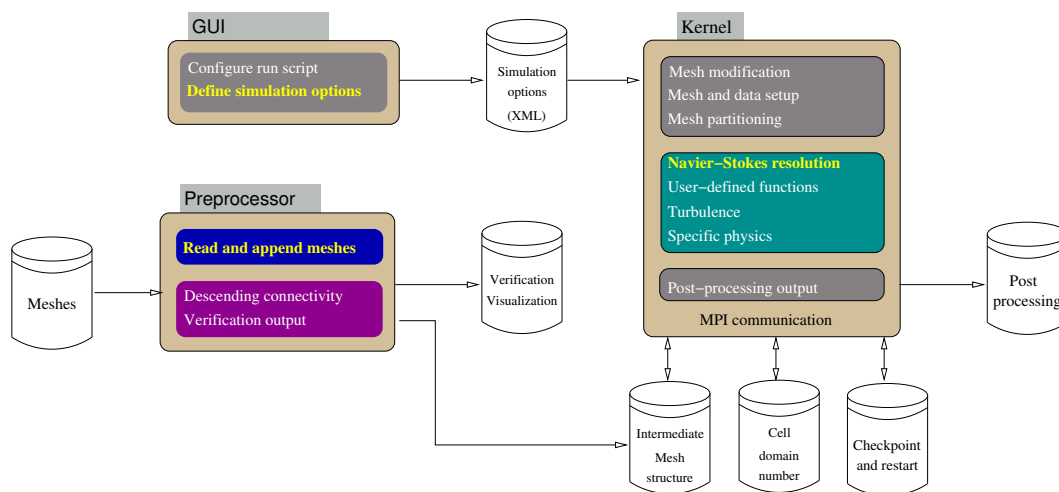 GUI
Configure run script
Define simulation options
Simulation
options
(XML)
Kernel
Mesh modification
Mesh and data setup
Mesh partitioning
Navier−Stokes resolution
User−defined functions
Turbulence
Specific physics
Post−processing output
MPI communication
Preprocessor
Read and append meshes
Descending connectivity
Verification output
Meshes
Verification
Visualization
Post
processing
Intermediate
Mesh
structure
Cell
domain
number
Checkpoint
and restart